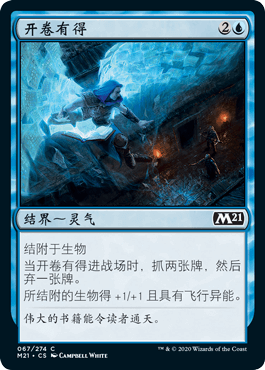 开卷有得 2
结界～灵气 M21
结附于生物
当开卷有得进战场时，抓两张牌，然后
弃一张牌。
所结附的生物得 +1/+1 且具有飞行异能。
伟大的书籍能令读者通天。
067/274 C
M21 • CS CAMPBELL WHITE
™ & © 2020 Wizards of the Coast